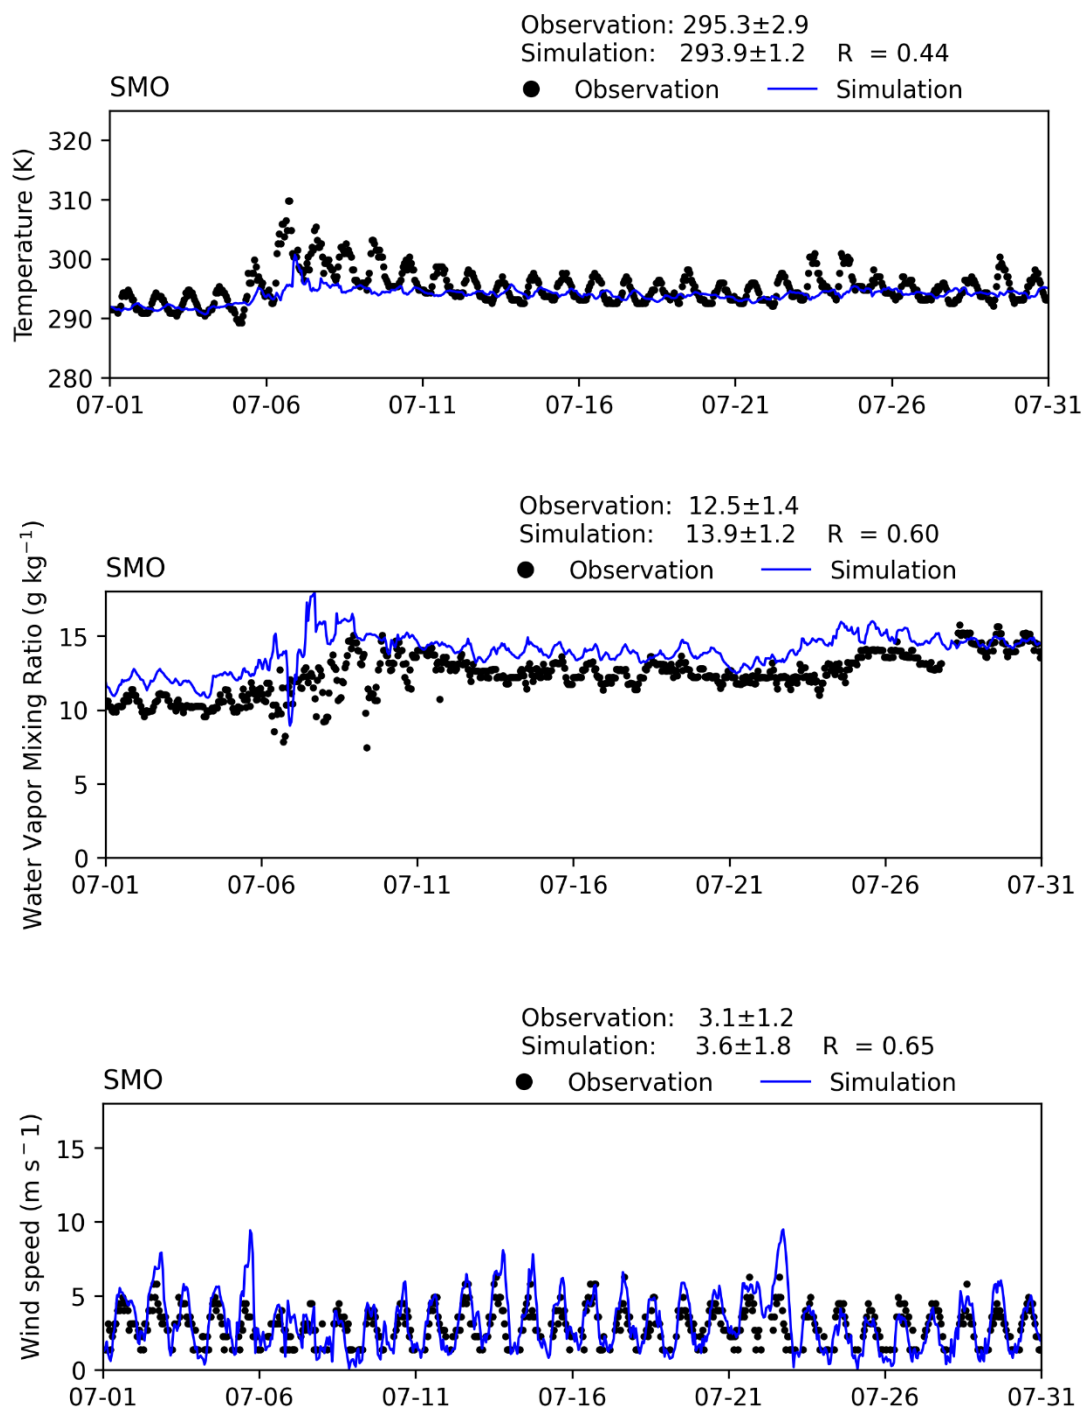 Observation: 295.3±2.9
Simulation: 293.9±1.2 R = 0.44
SMO
Observation Simulation
Temperature (K)
320
310
300
290
280
07-01 07-06 07-11 07-16 07-21 07-26 07-31
Observation: 12.5±1.4
Simulation: 13.9±1.2 R = 0.60
SMO
Observation Simulation
Water Vapor Mixing Ratio (g kg⁻¹)
15
10
5
0
07-01 07-06 07-11 07-16 07-21 07-26 07-31
Observation: 3.1±1.2
Simulation: 3.6±1.8 R = 0.65
SMO
Observation Simulation
Wind speed (m s⁻1)
15
10
5
0
07-01 07-06 07-11 07-16 07-21 07-26 07-31